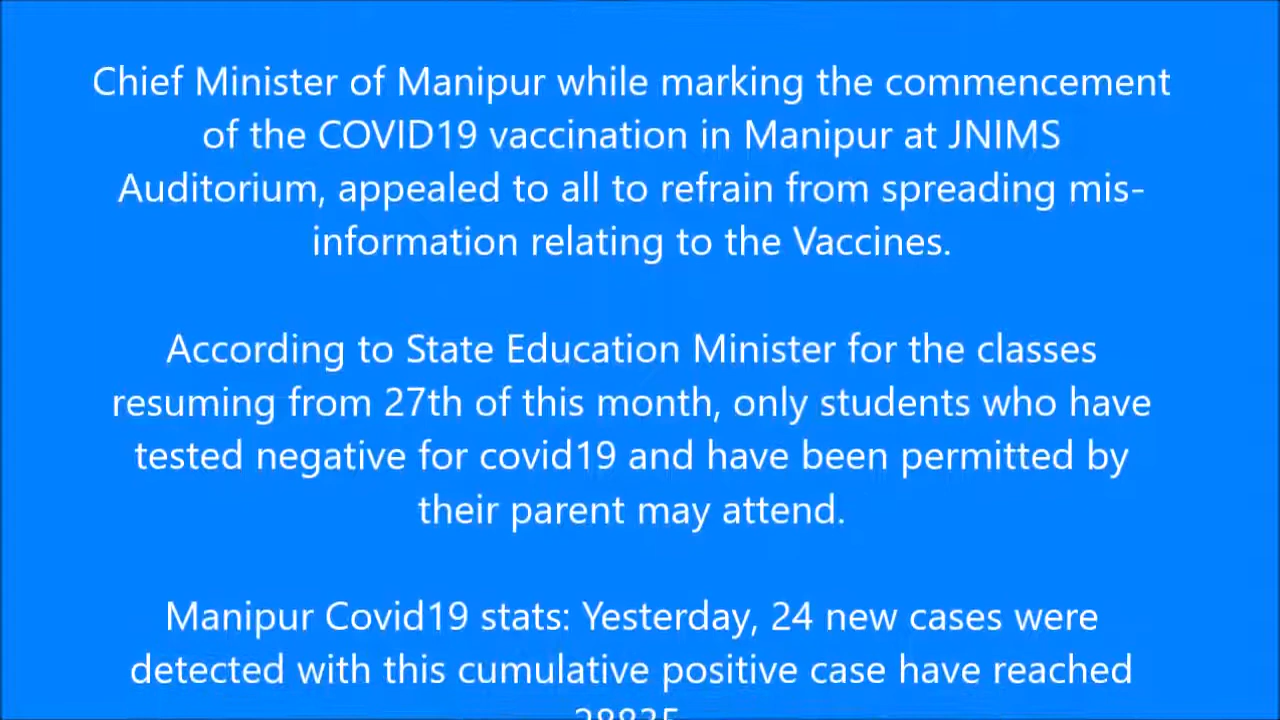 Chief Minister of Manipur while marking the commencement
of the COVID19 vaccination in Manipur at JNIMS
Auditorium, appealed to all to refrain from spreading mis-
information relating to the Vaccines.
According to State Education Minister for the classes
resuming from 27th of this month, only students who have
tested negative for covid19 and have been permitted by
their parent may attend.
Manipur Covid19 stats: Yesterday, 24 new cases were
detected with this cumulative positive case have reached